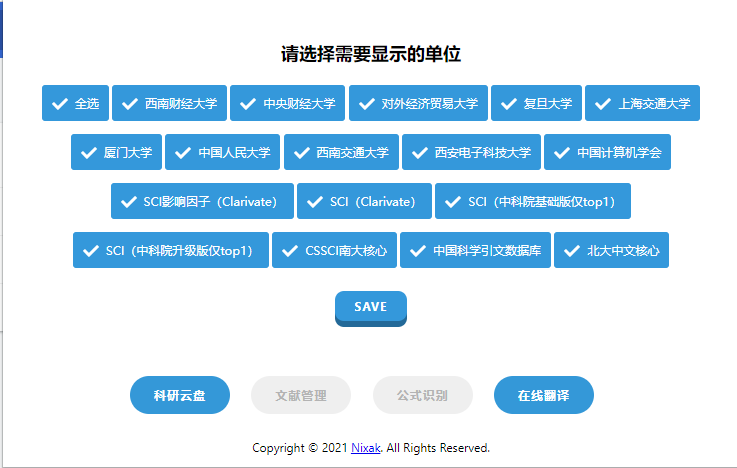 请选择需要显示的单位
全选 西南财经大学 中央财经大学 对外经济贸易大学 复旦大学 上海交通大学
厦门大学 中国人民大学 西南交通大学 西安电子科技大学 中国计算机学会
SCI影响因子（Clarivate） SCI（Clarivate） SCI（中科院基础版仅top1）
SCI（中科院升级版仅top1） CSSCI南大核心 中国科学引文数据库 北大中文核心
SAVE
科研云盘 文献管理 公式识别 在线翻译
Copyright © 2021 Nixak. All Rights Reserved.